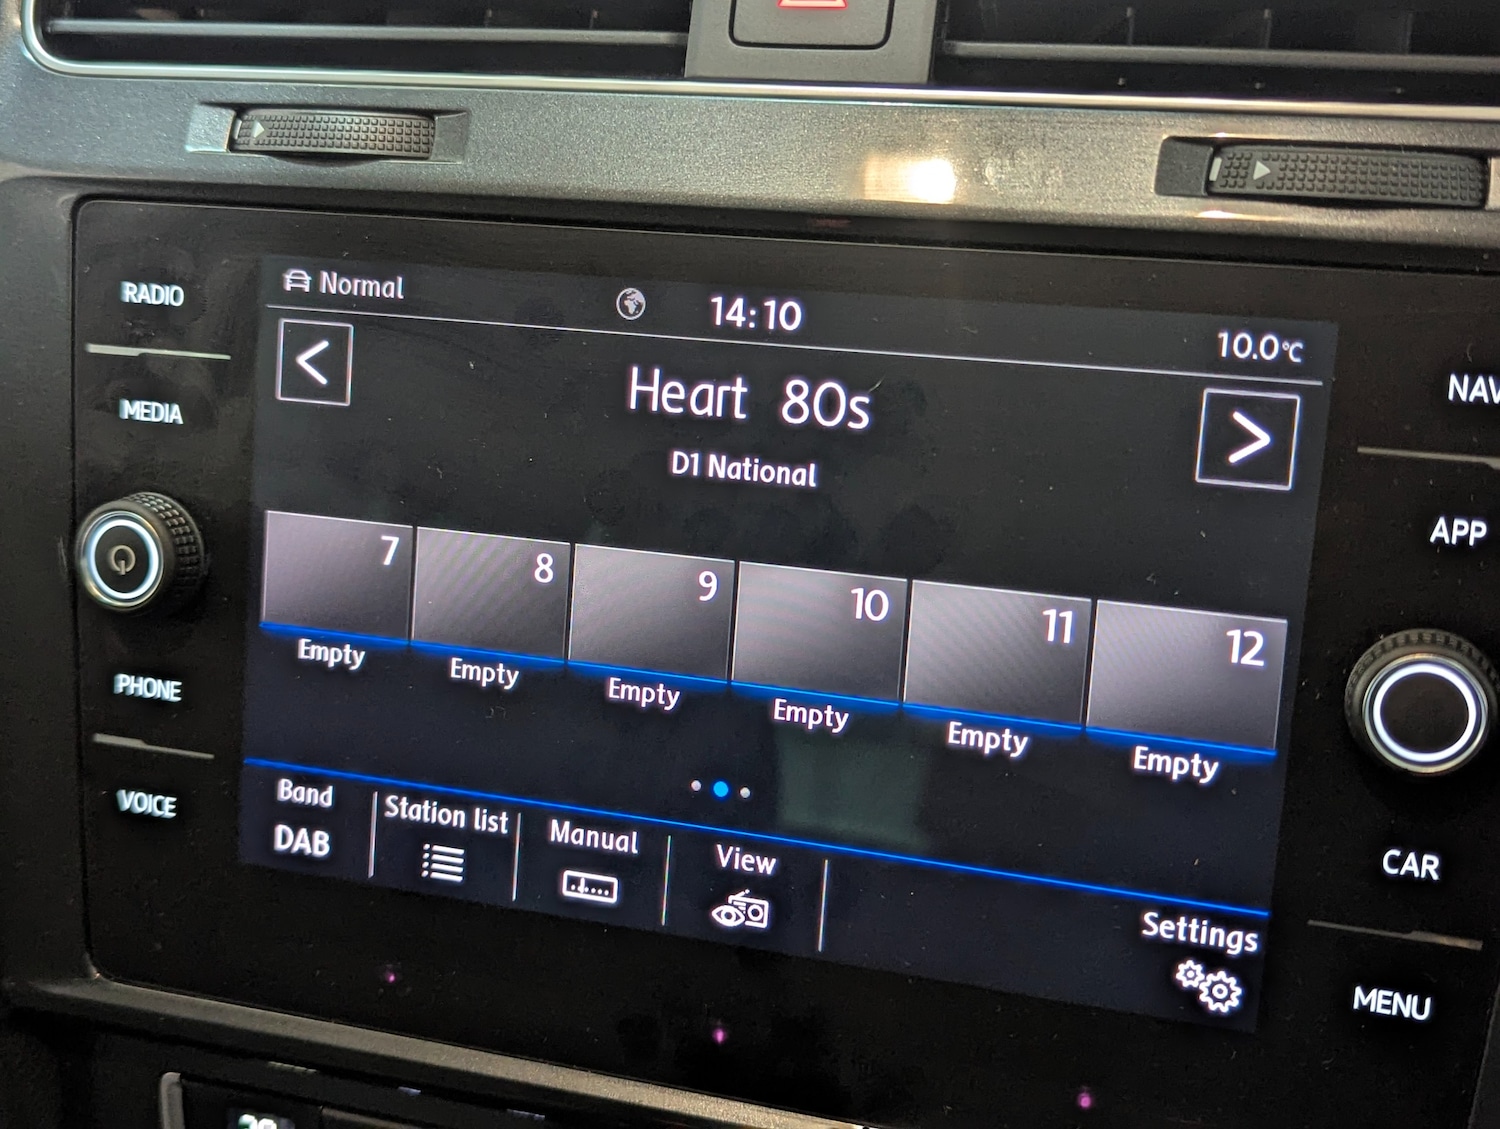 RADIO
MEDIA
PHONE
VOICE
Normal
14:10
10.0°C
Heart 80s
D1 National
7
8
9
10
11
12
Empty
Empty
Empty
Empty
Empty
Empty
Band
DAB
Station list
Manual
View
Settings
NAV
APP
CAR
MENU